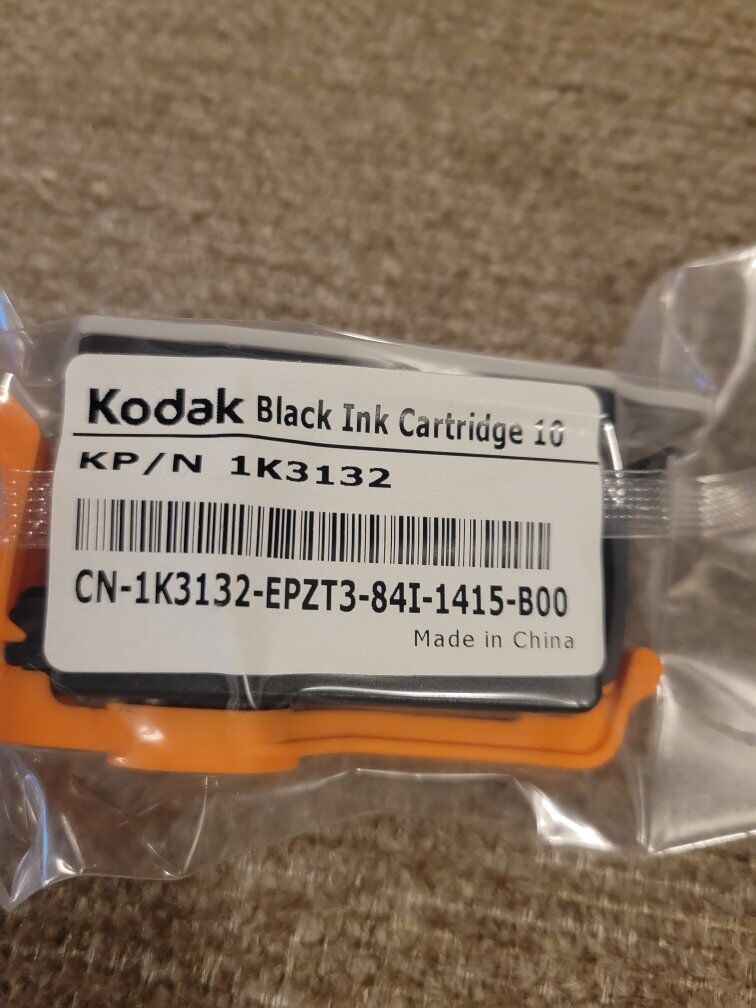 Kodak Black Ink Cartridge 10
KP/N 1K3132
CN-1K3132-EPZT3-84I-1415-B00
Made in China